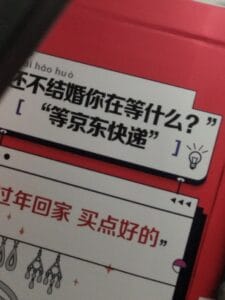 hǎo huò
还不结婚你在等什么？”
[ “等京东快递” ]
过年回家 买点好的”